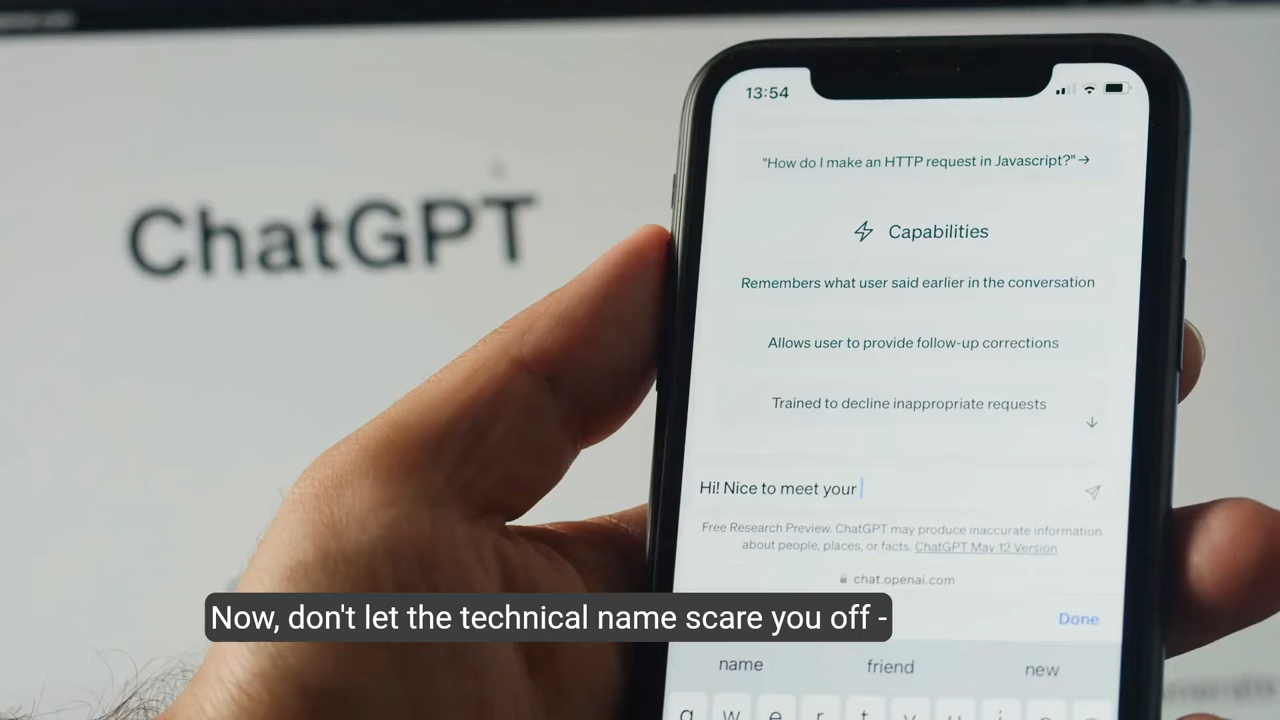 ChatGPT
13:54
"How do I make an HTTP request in Javascript?" →
Capabilities
Remembers what user said earlier in the conversation
Allows user to provide follow-up corrections
Trained to decline inappropriate requests
Hi! Nice to meet your
Free Research Preview. ChatGPT may produce inaccurate information
about people, places, or facts. ChatGPT May 12 Version
chat.openai.com
Now, don't let the technical name scare you off -
Done
name friend new
q w e r t y u i o p